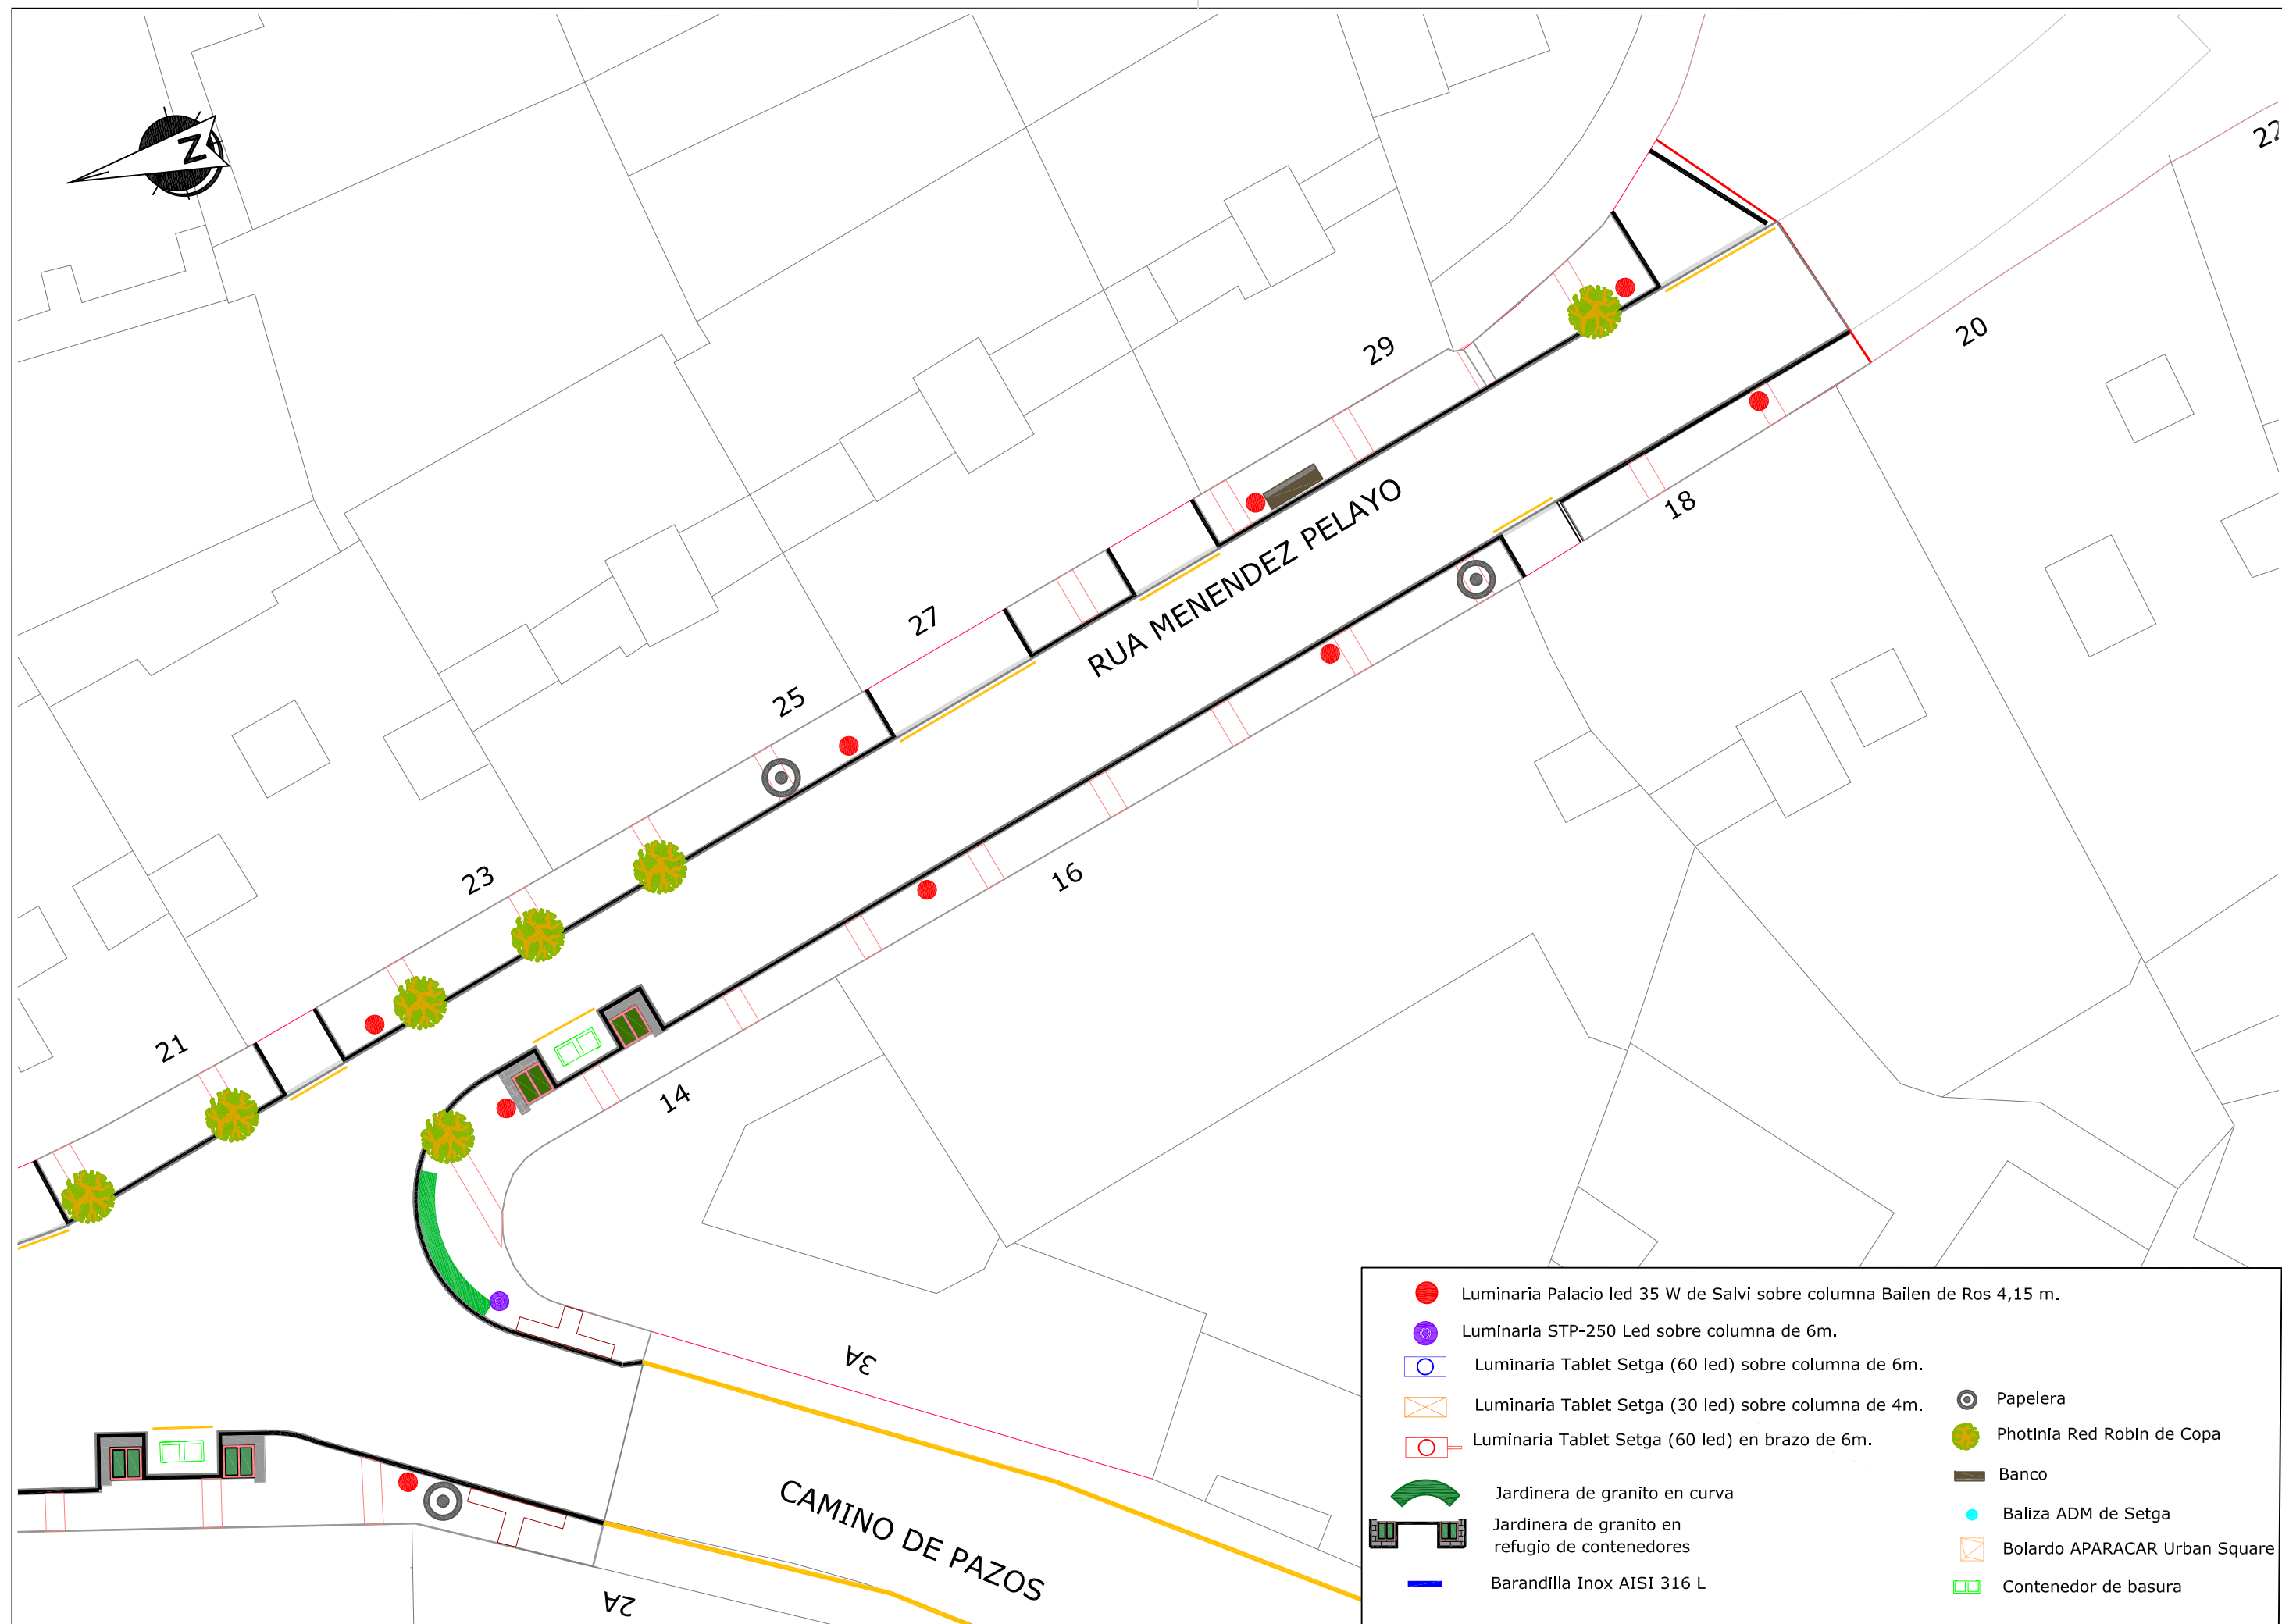 N
22
20
29
18
27
RUA MENENDEZ PELAYO
25
16
23
21
14
3A
CAMINO DE PAZOS
2A
Luminaria Palacio led 35 W de Salvi sobre columna Bailen de Ros 4,15 m.
Luminaria STP-250 Led sobre columna de 6m.
Luminaria Tablet Setga (60 led) sobre columna de 6m.
Luminaria Tablet Setga (30 led) sobre columna de 4m.
Luminaria Tablet Setga (60 led) en brazo de 6m.
Jardinera de granito en curva
Jardinera de granito en
refugio de contenedores
Barandilla Inox AISI 316 L
Papelera
Photinia Red Robin de Copa
Banco
Baliza ADM de Setga
Bolardo APARACAR Urban Square
Contenedor de basura